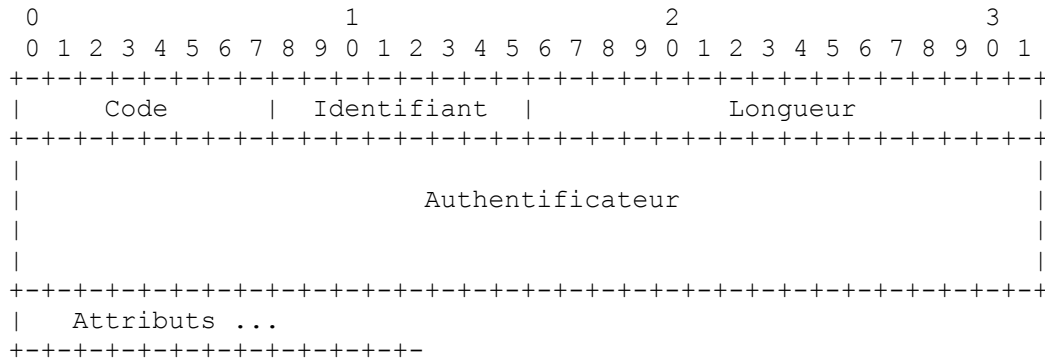 0                   1                   2                   3
 0 1 2 3 4 5 6 7 8 9 0 1 2 3 4 5 6 7 8 9 0 1 2 3 4 5 6 7 8 9 0 1
+-+-+-+-+-+-+-+-+-+-+-+-+-+-+-+-+-+-+-+-+-+-+-+-+-+-+-+-+-+-+-+-+
|     Code      |  Identifiant  |            Longueur           |
+-+-+-+-+-+-+-+-+-+-+-+-+-+-+-+-+-+-+-+-+-+-+-+-+-+-+-+-+-+-+-+-+
|                                                               |
|                         Authentificateur                      |
|                                                               |
|                                                               |
+-+-+-+-+-+-+-+-+-+-+-+-+-+-+-+-+-+-+-+-+-+-+-+-+-+-+-+-+-+-+-+-+
|   Attributs ...
+-+-+-+-+-+-+-+-+-+-+-+-+-